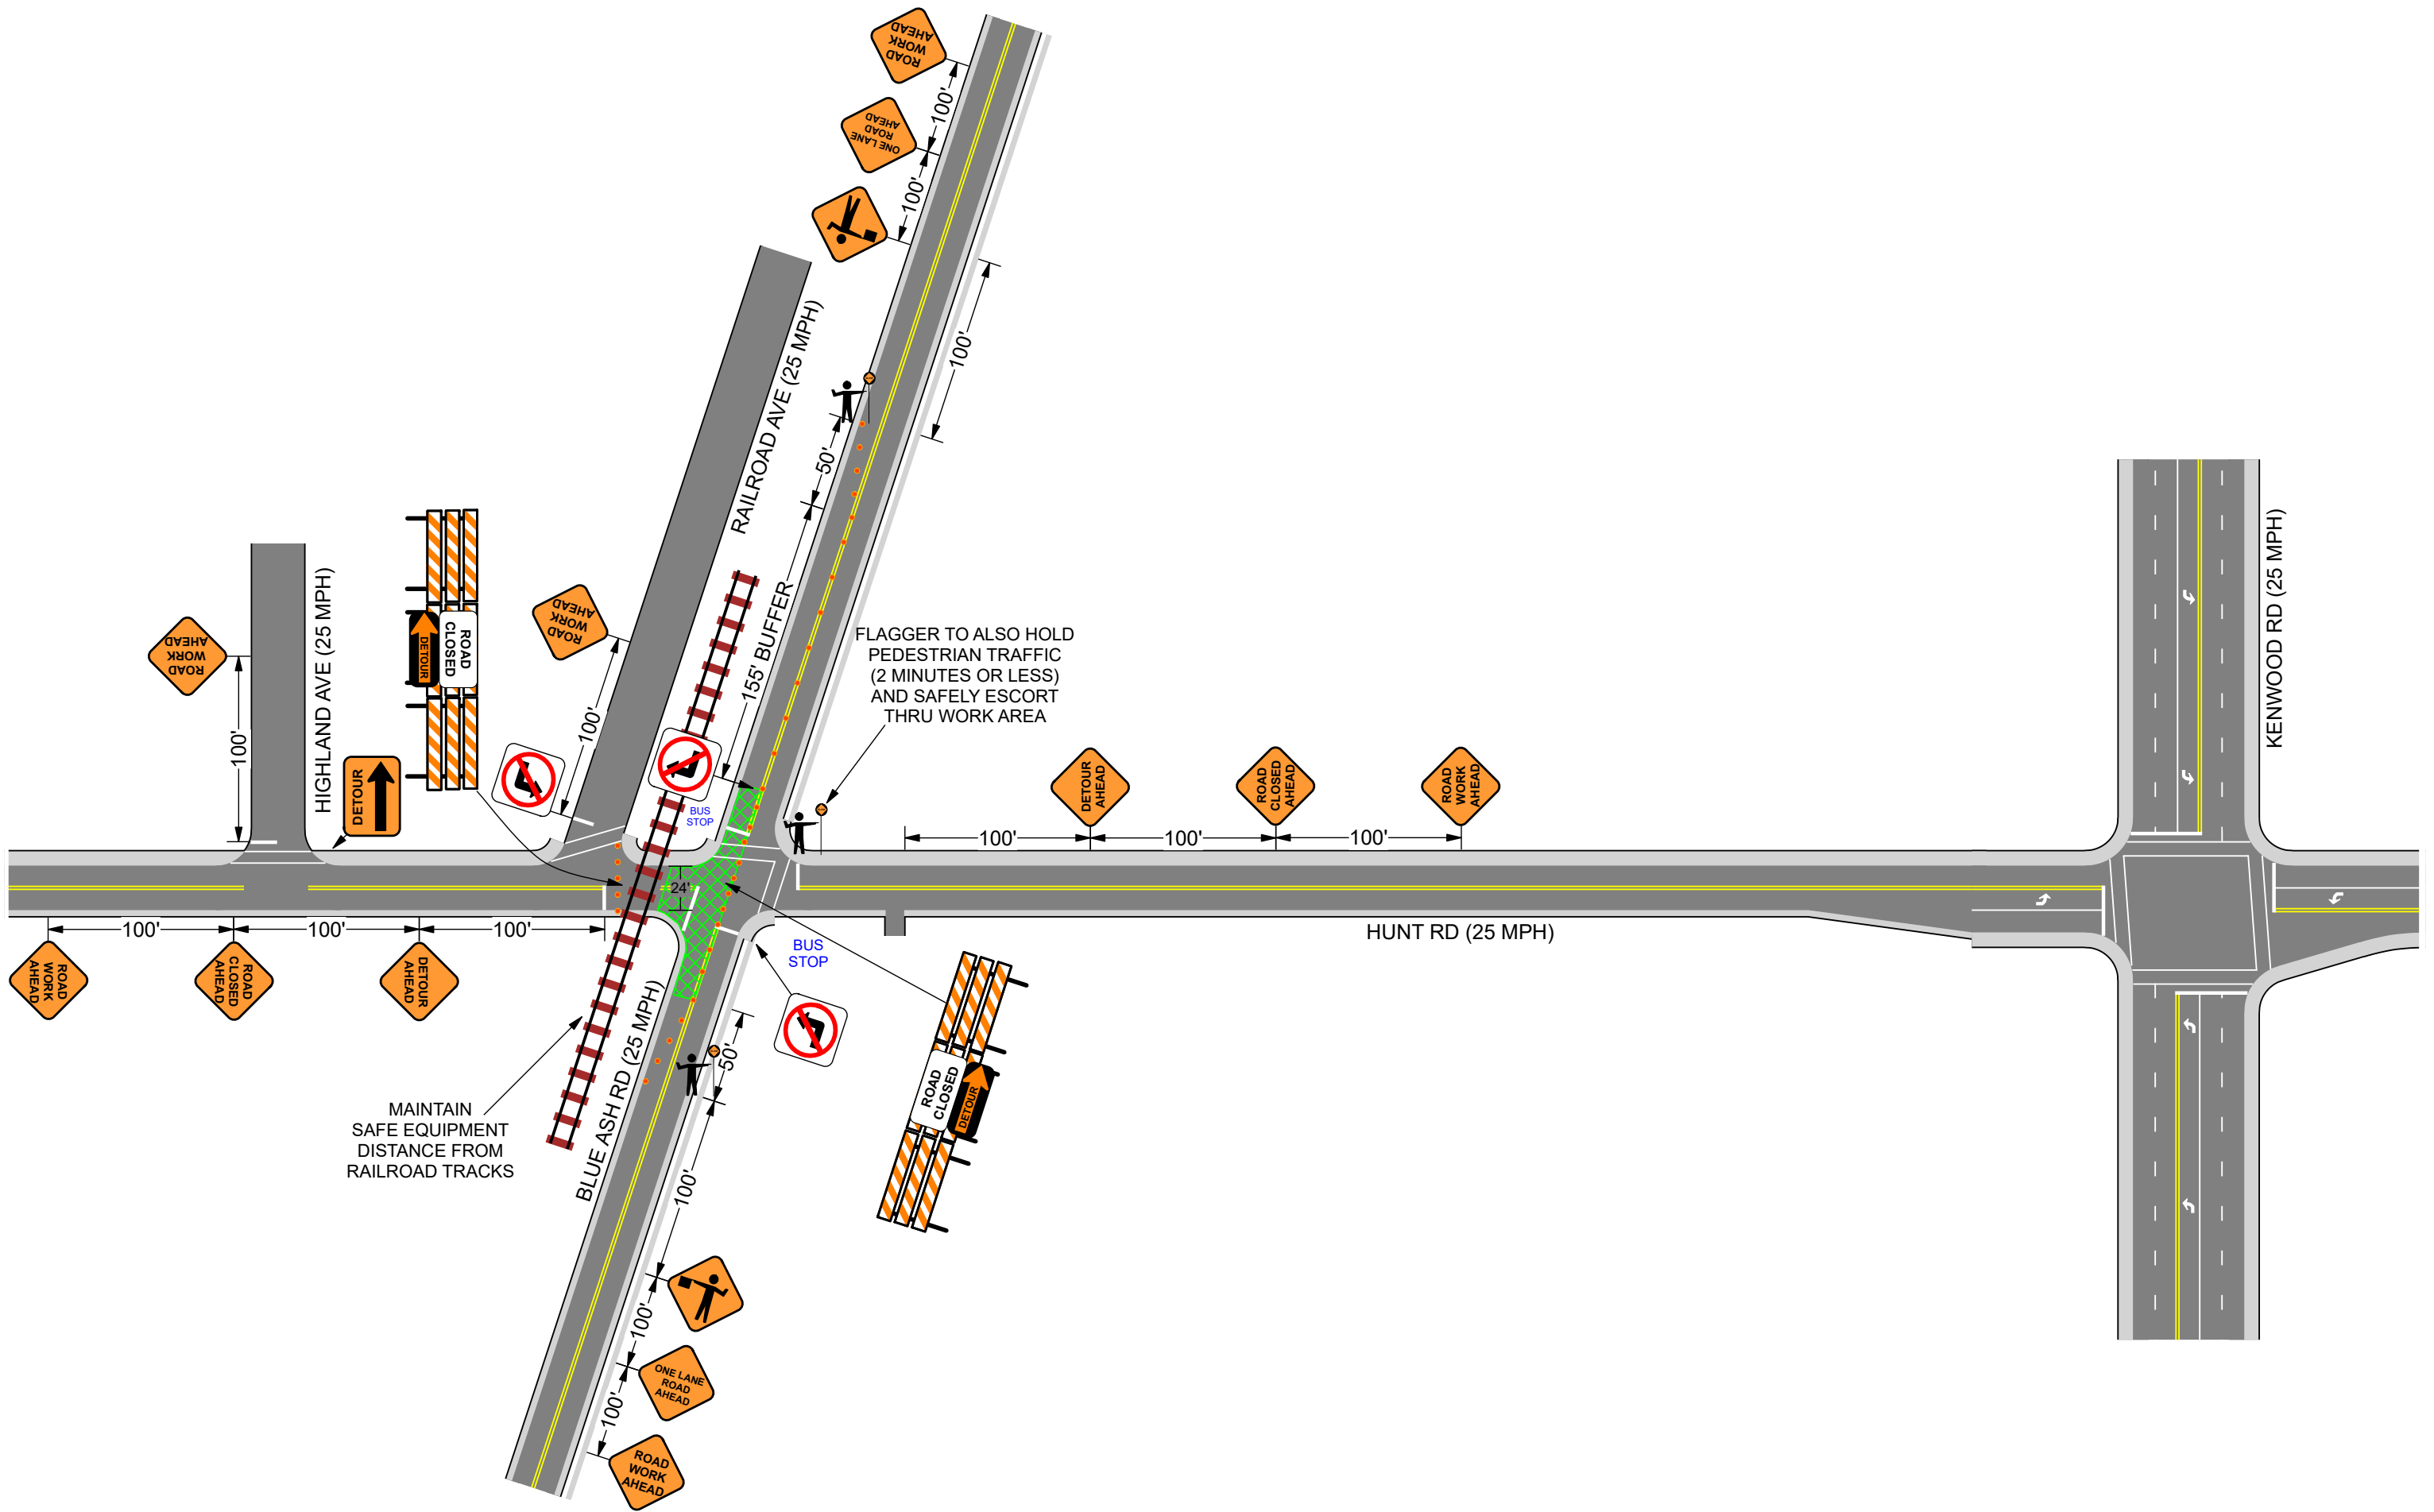 ROAD
WORK
AHEAD
100'
ONE LANE
ROAD
AHEAD
100'
100'
RAILROAD AVE (25 MPH)
50'
155' BUFFER
ROAD
WORK
AHEAD
100'
HIGHLAND AVE (25 MPH)
ROAD
WORK
AHEAD
100'
DETOUR
ROAD
CLOSED
DETOUR
BUS
STOP
FLAGGER TO ALSO HOLD
PEDESTRIAN TRAFFIC
(2 MINUTES OR LESS)
AND SAFELY ESCORT
THRU WORK AREA
DETOUR
AHEAD
ROAD
CLOSED
AHEAD
ROAD
WORK
AHEAD
100'
100'
100'
KENWOOD RD (25 MPH)
24'
100'
100'
100'
ROAD
WORK
AHEAD
ROAD
CLOSED
AHEAD
DETOUR
AHEAD
HUNT RD (25 MPH)
BUS
STOP
ROAD
CLOSED
DETOUR
MAINTAIN
SAFE EQUIPMENT
DISTANCE FROM
RAILROAD TRACKS
BLUE ASH RD (25 MPH)
50'
100'
100'
ONE LANE
ROAD
AHEAD
100'
ROAD
WORK
AHEAD